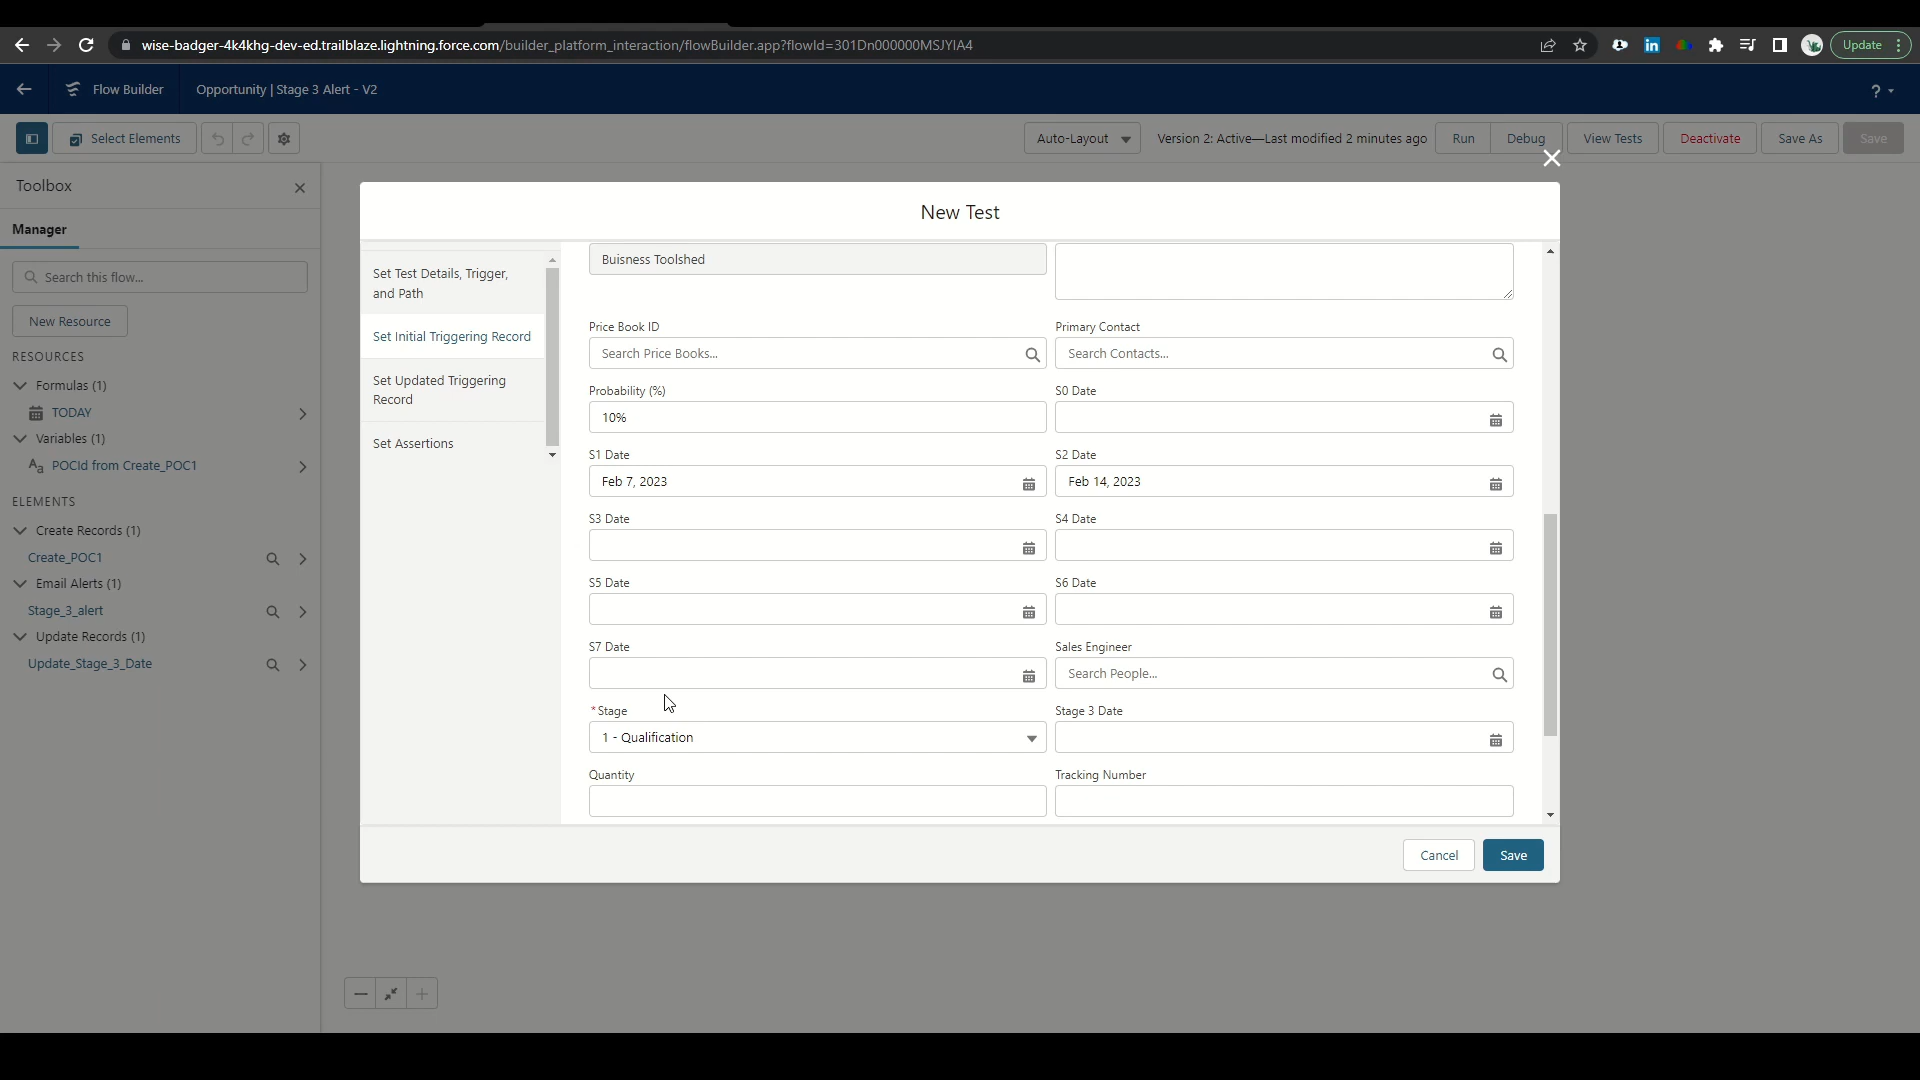 wise-badger-4k4khg-dev-ed.trailblaze.lightning.force.com/builder_platform_interaction/flowBuilder.app?flowId=301Dn000000MSJYIA4
Update
Flow Builder
Opportunity | Stage 3 Alert - V2
?
Select Elements
Auto-Layout
Version 2: Active—Last modified 2 minutes ago
Run
Debug
View Tests
Deactivate
Save As
Save
Toolbox
Manager
Search this flow...
New Resource
RESOURCES
Formulas (1)
TODAY
Variables (1)
Aa POCId from Create_POC1
ELEMENTS
Create Records (1)
Create_POC1
Email Alerts (1)
Stage_3_alert
Update Records (1)
Update_Stage_3_Date
New Test
Set Test Details, Trigger,
and Path
Set Initial Triggering Record
Set Updated Triggering
Record
Set Assertions
Buisness Toolshed
Price Book ID
Search Price Books...
Primary Contact
Search Contacts...
Probability (%)
10%
S0 Date
S1 Date
Feb 7, 2023
S2 Date
Feb 14, 2023
S3 Date
S4 Date
S5 Date
S6 Date
S7 Date
Sales Engineer
Search People...
*Stage
1 - Qualification
Stage 3 Date
Quantity
Tracking Number
Cancel
Save